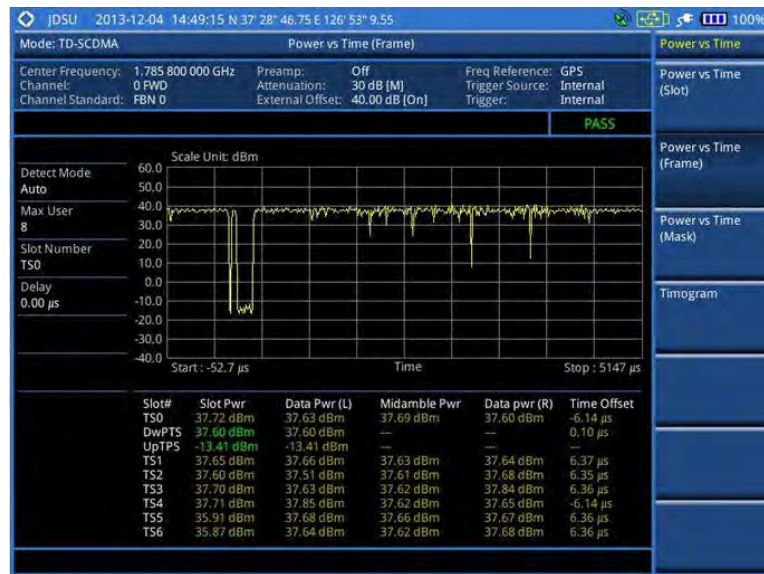 JDSU 2013-12-04 14:49:15 N 37' 28" 46.75 E 126' 53" 9.55 100%
Mode: TD-SCDMA Power vs Time (Frame) Power vs Time
Center Frequency: 1.785 800 000 GHz Preamp: Off Freq Reference: GPS
Channel: 0 FWD Attenuation: 30 dB [M] Trigger Source: Internal
Channel Standard: FBN 0 External Offset: 40.00 dB [On] Trigger: Internal
Power vs Time
(Slot)
PASS
Power vs Time
(Frame)
Power vs Time
(Mask)
Timogram
Detect Mode
Auto
Max User
8
Slot Number
TS0
Delay
0.00 µs
Scale Unit: dBm
60.0
50.0
40.0
30.0
20.0
10.0
0.0
-10.0
-20.0
-30.0
-40.0
Start : -52.7 µs Time Stop : 5147 µs
Slot# Slot Pwr Data Pwr (L) Midamble Pwr Data pwr (R) Time Offset
TS0 37.72 dBm 37.63 dBm 37.69 dBm 37.60 dBm -6.14 µs
DwPTS 37.60 dBm 37.60 dBm — — 0.10 µs
UpTPS -13.41 dBm -13.41 dBm — — —
TS1 37.65 dBm 37.66 dBm 37.63 dBm 37.64 dBm 6.37 µs
TS2 37.60 dBm 37.51 dBm 37.61 dBm 37.68 dBm 6.35 µs
TS3 37.70 dBm 37.63 dBm 37.62 dBm 37.84 dBm 6.36 µs
TS4 37.71 dBm 37.85 dBm 37.62 dBm 37.65 dBm -6.14 µs
TS5 35.91 dBm 37.68 dBm 37.66 dBm 37.67 dBm 6.36 µs
TS6 35.87 dBm 37.64 dBm 37.62 dBm 37.68 dBm 6.36 µs